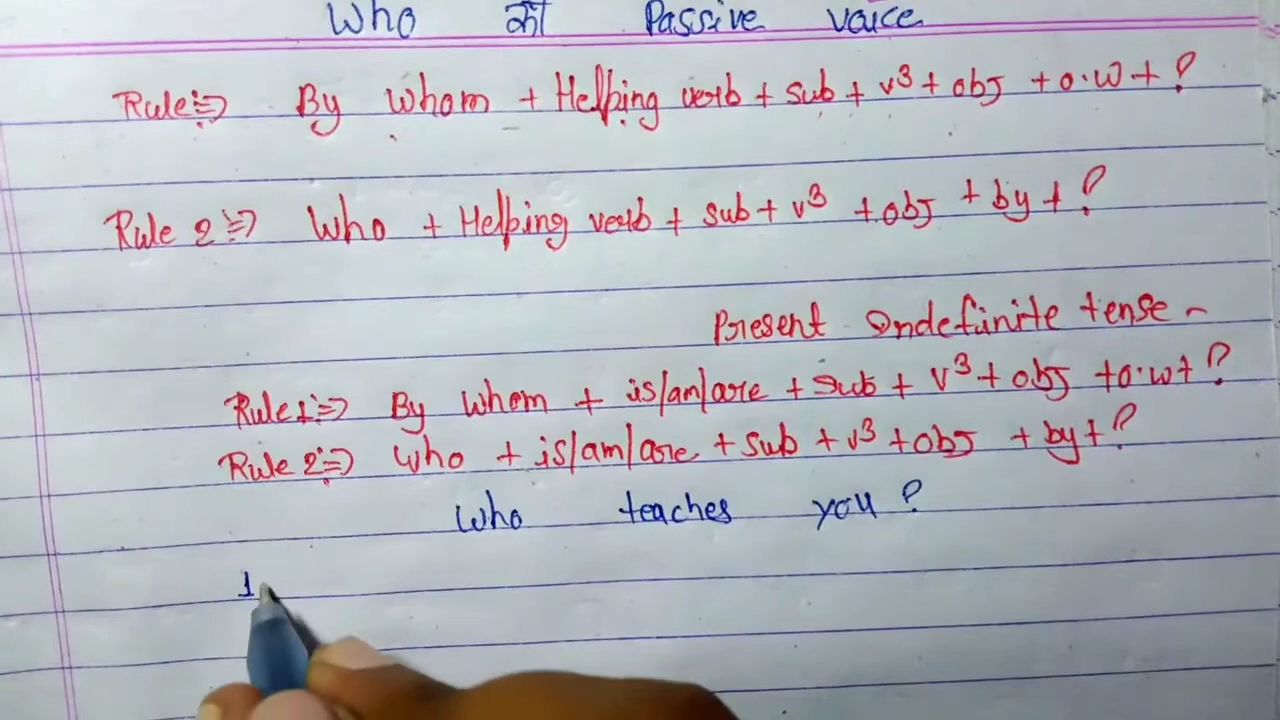 Who का Passive voice
Rule⇒ By whom + Helping verb + sub + v³ + obj + o.w + ?
Rule 2⇒ Who + Helping verb + sub + v³ + obj + by + ?
Present Indefinite tense -
Rule 1⇒ By whom + is/am/are + sub + v³ + obj + o.w + ?
Rule 2⇒ Who + is/am/are + sub + v³ + obj + by + ?
Who teaches you ?
1